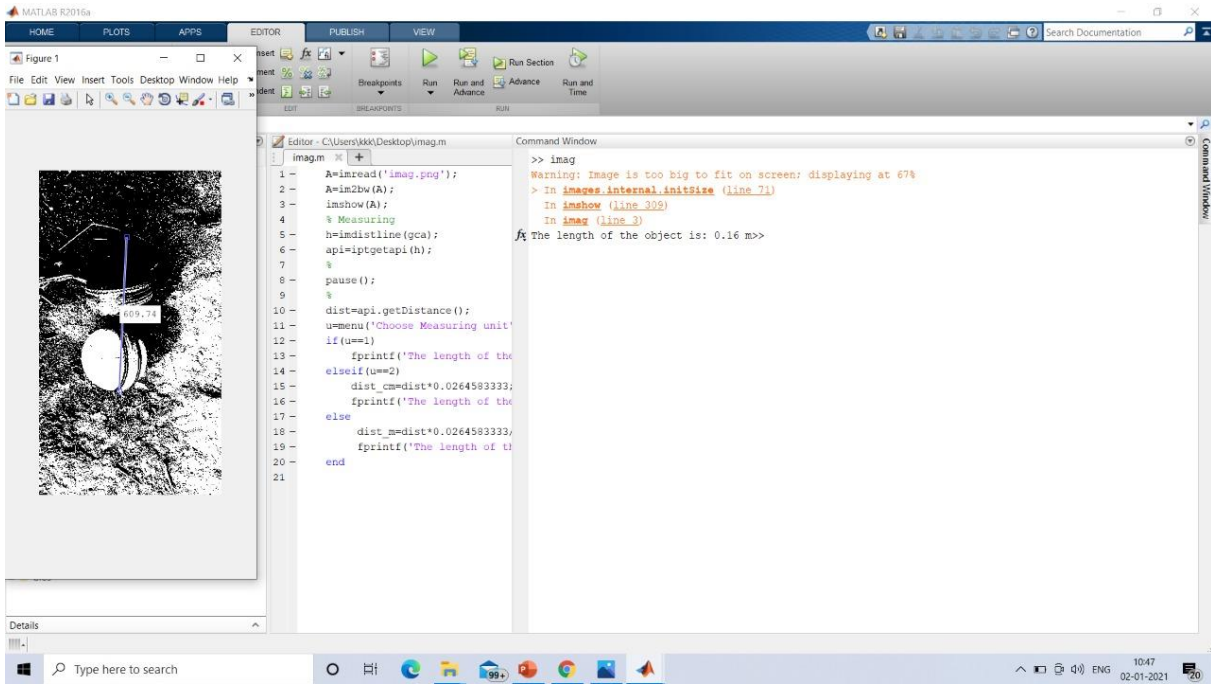 MATLAB R2016a
HOME PLOTS APPS EDITOR PUBLISH VIEW
Search Documentation
Figure 1
File Edit View Insert Tools Desktop Window Help
Breakpoints
Run
Run and Advance
Run Section
Advance
Run and Time
EDIT
BREAKPOINTS
RUN
609.74
Editor - C:\Users\kkk\Desktop\imag.m
imag.m
1 A=imread('imag.png');
2 A=im2bw(A);
3 imshow(A);
4 % Measuring
5 h=imdistline(gca);
6 api=iptgetapi(h);
7 %
8 pause();
9 %
10 dist=api.getDistance();
11 u=menu('Choose Measuring unit'
12 if(u==1)
13 fprintf('The length of the
14 elseif(u==2)
15 dist_cm=dist*0.0264583333;
16 fprintf('The length of the
17 else
18 dist_m=dist*0.0264583333/
19 fprintf('The length of th
20 end
21
Command Window
>> imag
Warning: Image is too big to fit on screen; displaying at 67%
> In images.internal.initSize (line 71)
In imshow (line 309)
In imag (line 3)
fx The length of the object is: 0.16 m>>
Command Window
Details
Type here to search
99+
ENG
10:47
02-01-2021
20